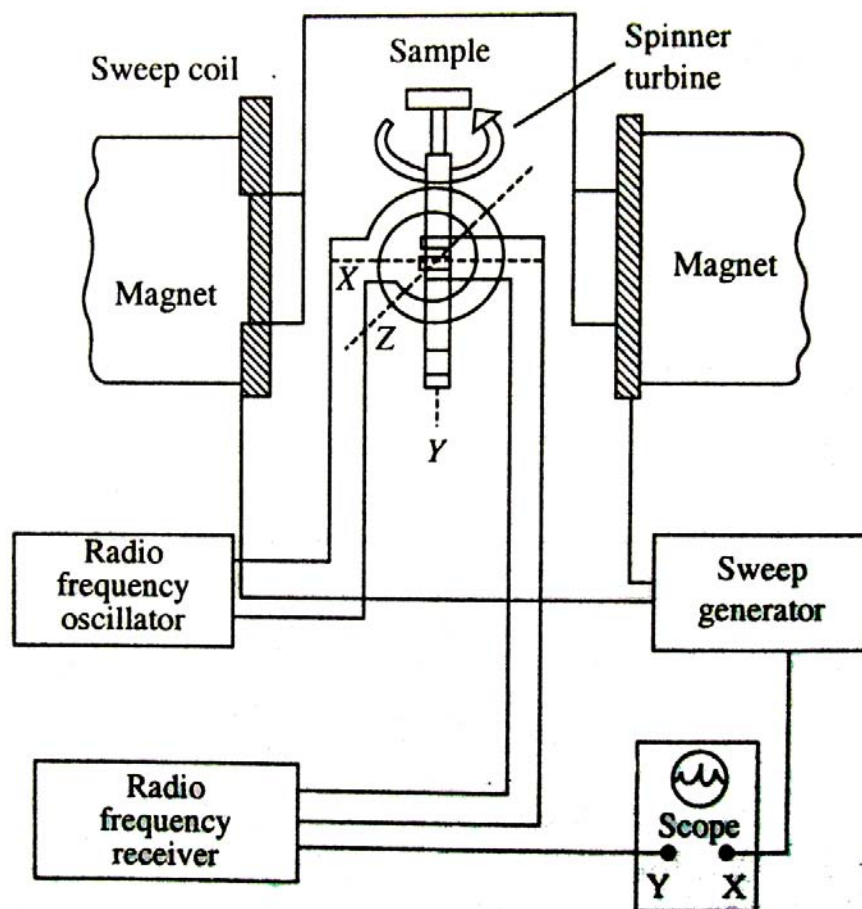 Sweep coil
Sample
Spinner
turbine
Magnet
X
Z
Magnet
Y
Radio
frequency
oscillator
Sweep
generator
Radio
frequency
receiver
Scope
Y X